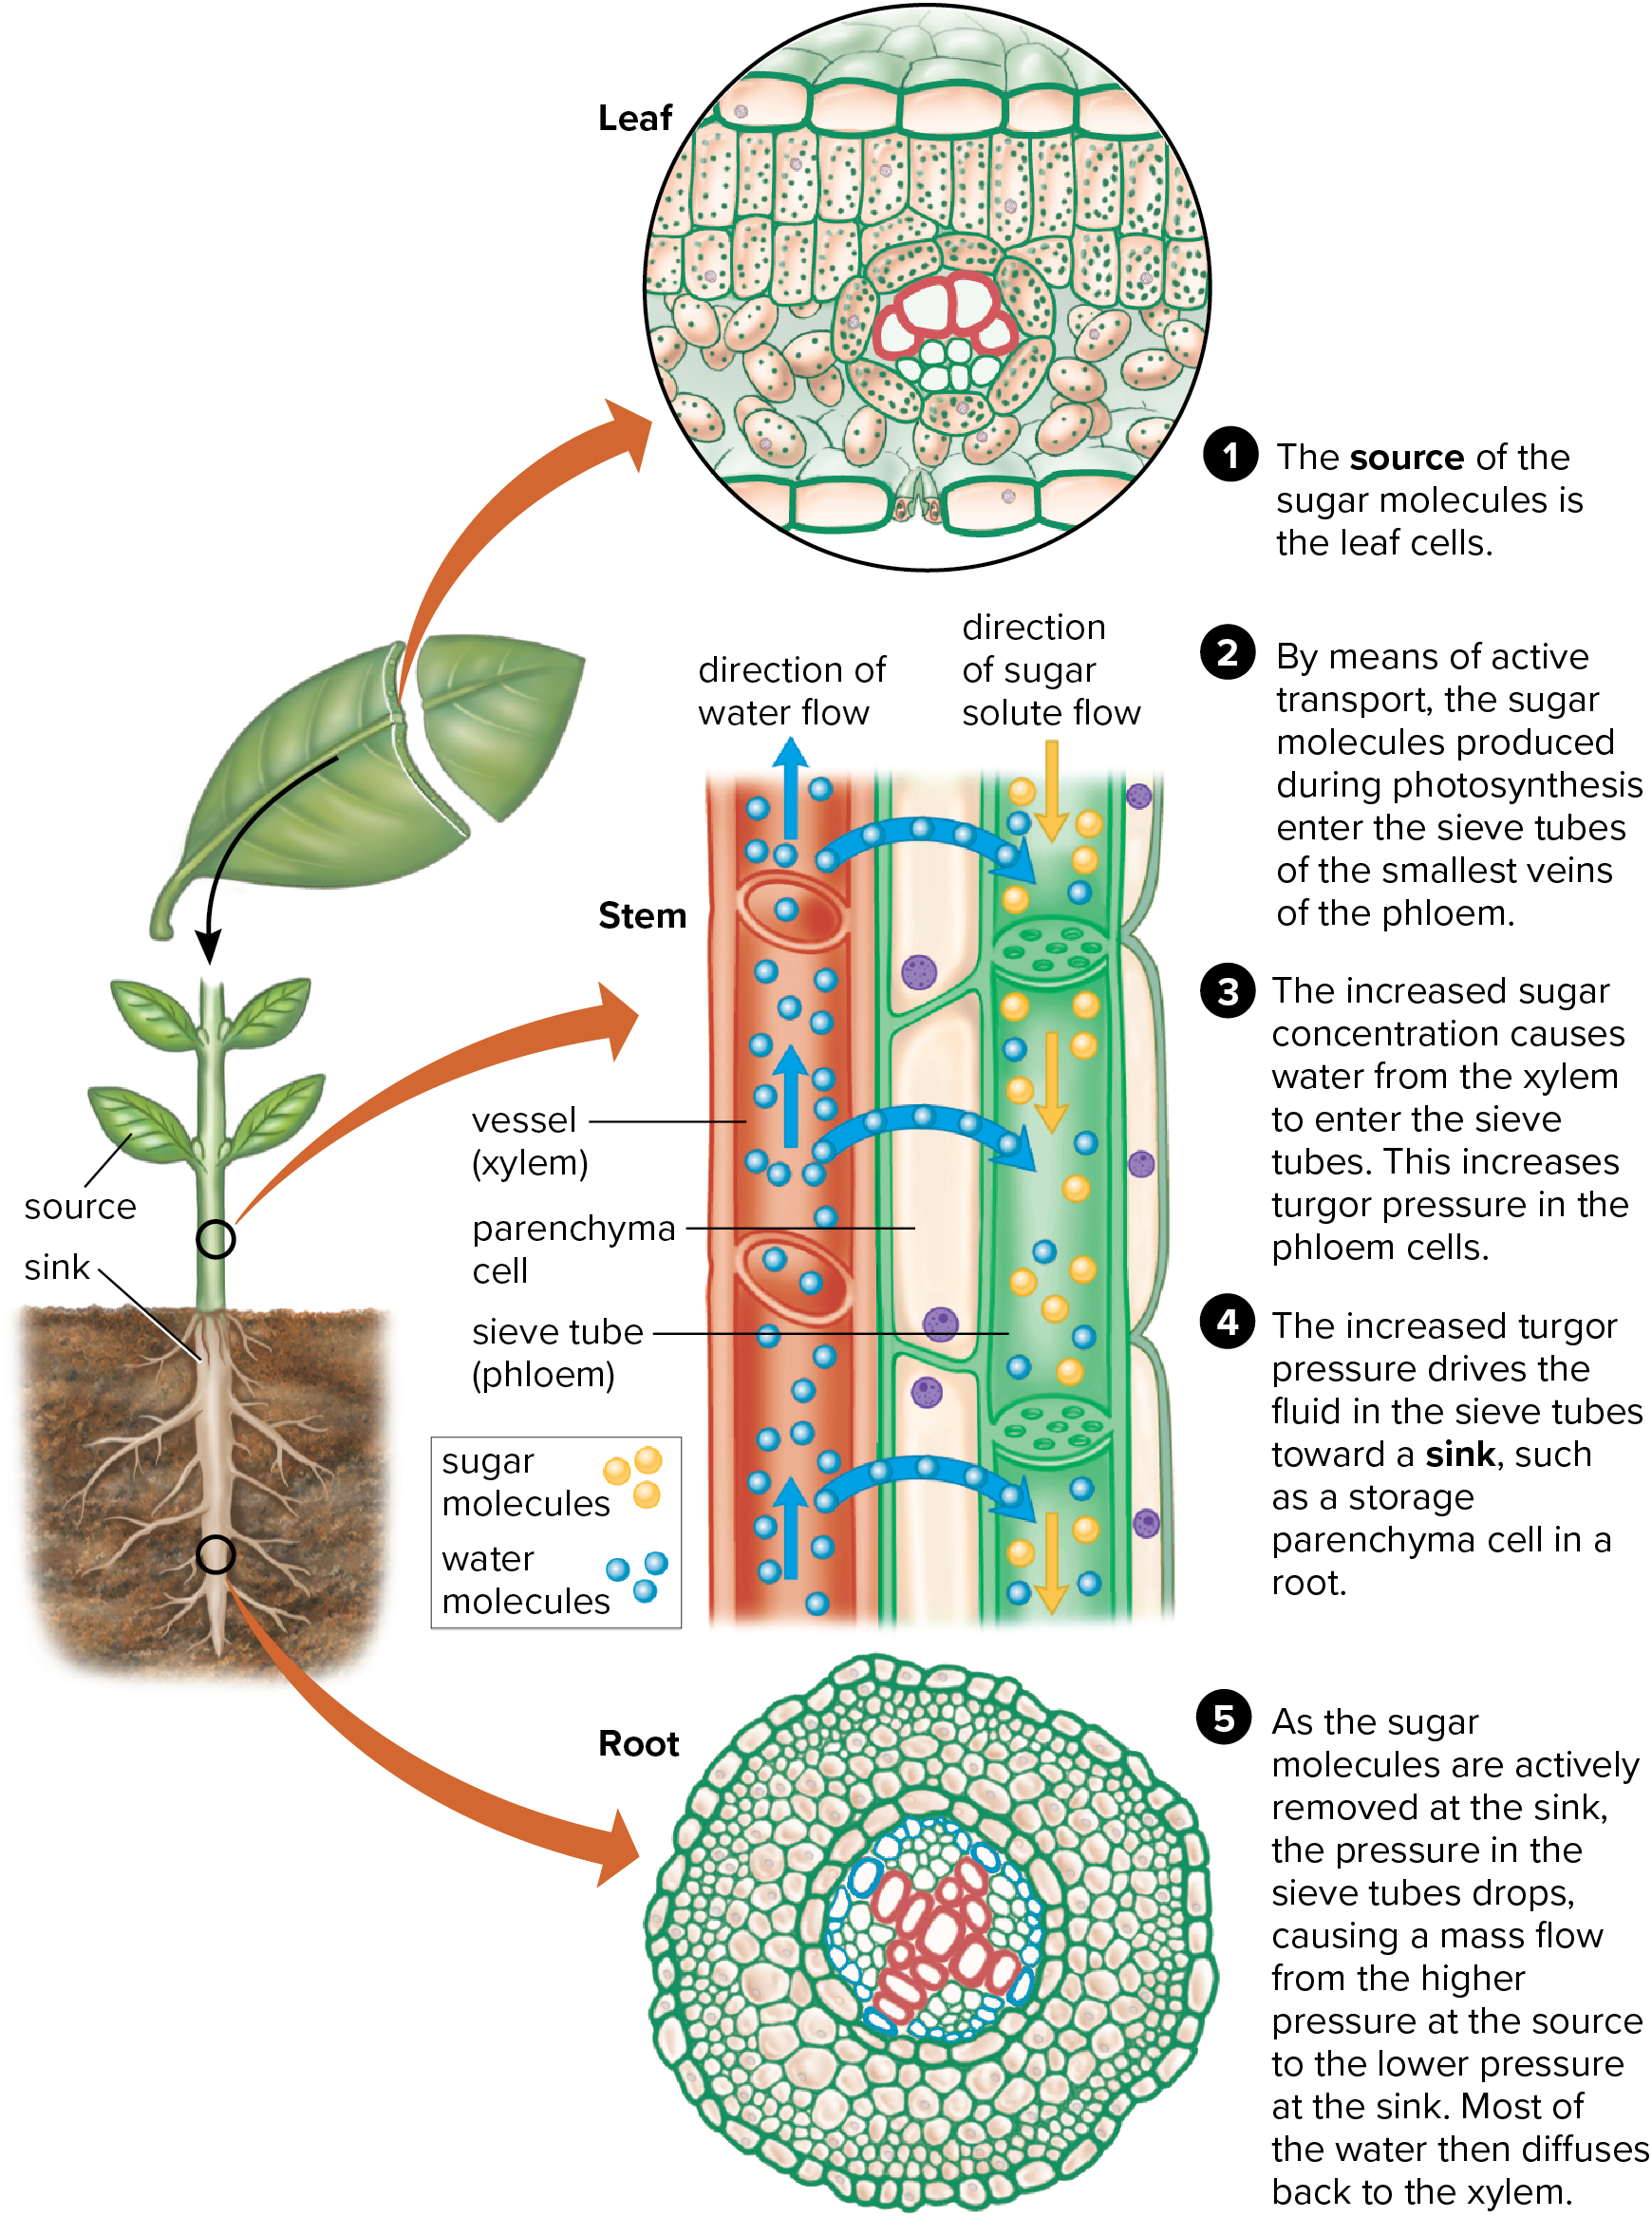 Leaf
1 The source of the
sugar molecules is
the leaf cells.
direction of
water flow
direction
of sugar
solute flow
2 By means of active
transport, the sugar
molecules produced
during photosynthesis
enter the sieve tubes
of the smallest veins
of the phloem.
Stem
3 The increased sugar
concentration causes
water from the xylem
to enter the sieve
tubes. This increases
turgor pressure in the
phloem cells.
vessel
(xylem)
source
parenchyma
cell
sink
sieve tube
(phloem)
4 The increased turgor
pressure drives the
fluid in the sieve tubes
toward a sink, such
as a storage
parenchyma cell in a
root.
sugar
molecules
water
molecules
Root
5 As the sugar
molecules are actively
removed at the sink,
the pressure in the
sieve tubes drops,
causing a mass flow
from the higher
pressure at the source
to the lower pressure
at the sink. Most of
the water then diffuses
back to the xylem.